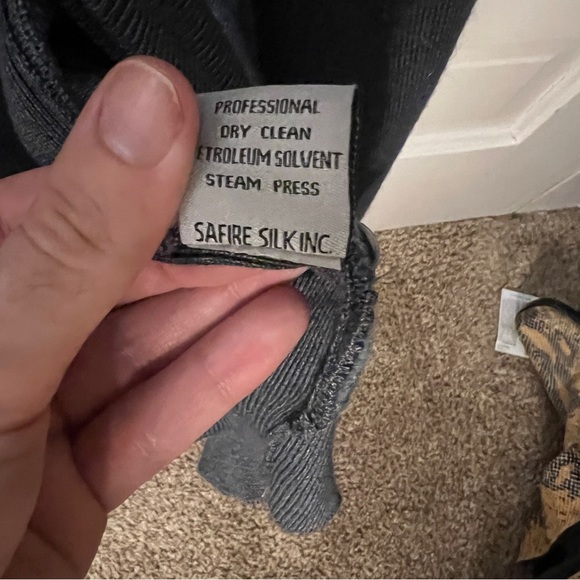 PROFESSIONAL
DRY CLEAN
ETROLEUM SOLVENT
STEAM PRESS
SAFIRE SILK INC.